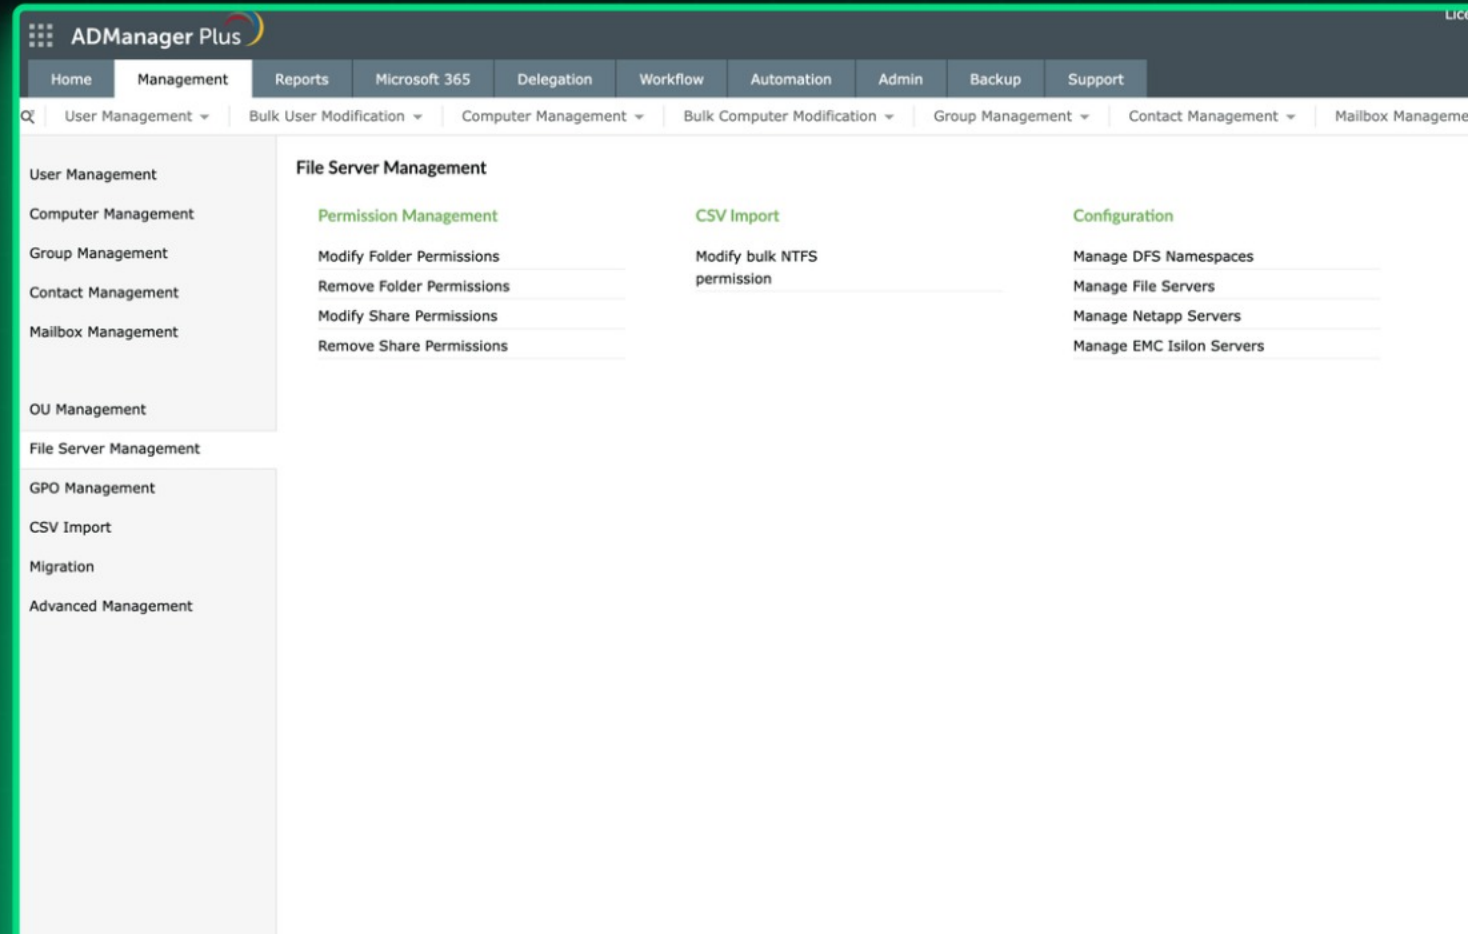 Lice
ADManager Plus
Home Management Reports Microsoft 365 Delegation Workflow Automation Admin Backup Support
User Management Bulk User Modification Computer Management Bulk Computer Modification Group Management Contact Management Mailbox Manageme
User Management
Computer Management
Group Management
Contact Management
Mailbox Management
OU Management
File Server Management
GPO Management
CSV Import
Migration
Advanced Management
File Server Management
Permission Management
Modify Folder Permissions
Remove Folder Permissions
Modify Share Permissions
Remove Share Permissions
CSV Import
Modify bulk NTFS
permission
Configuration
Manage DFS Namespaces
Manage File Servers
Manage Netapp Servers
Manage EMC Isilon Servers